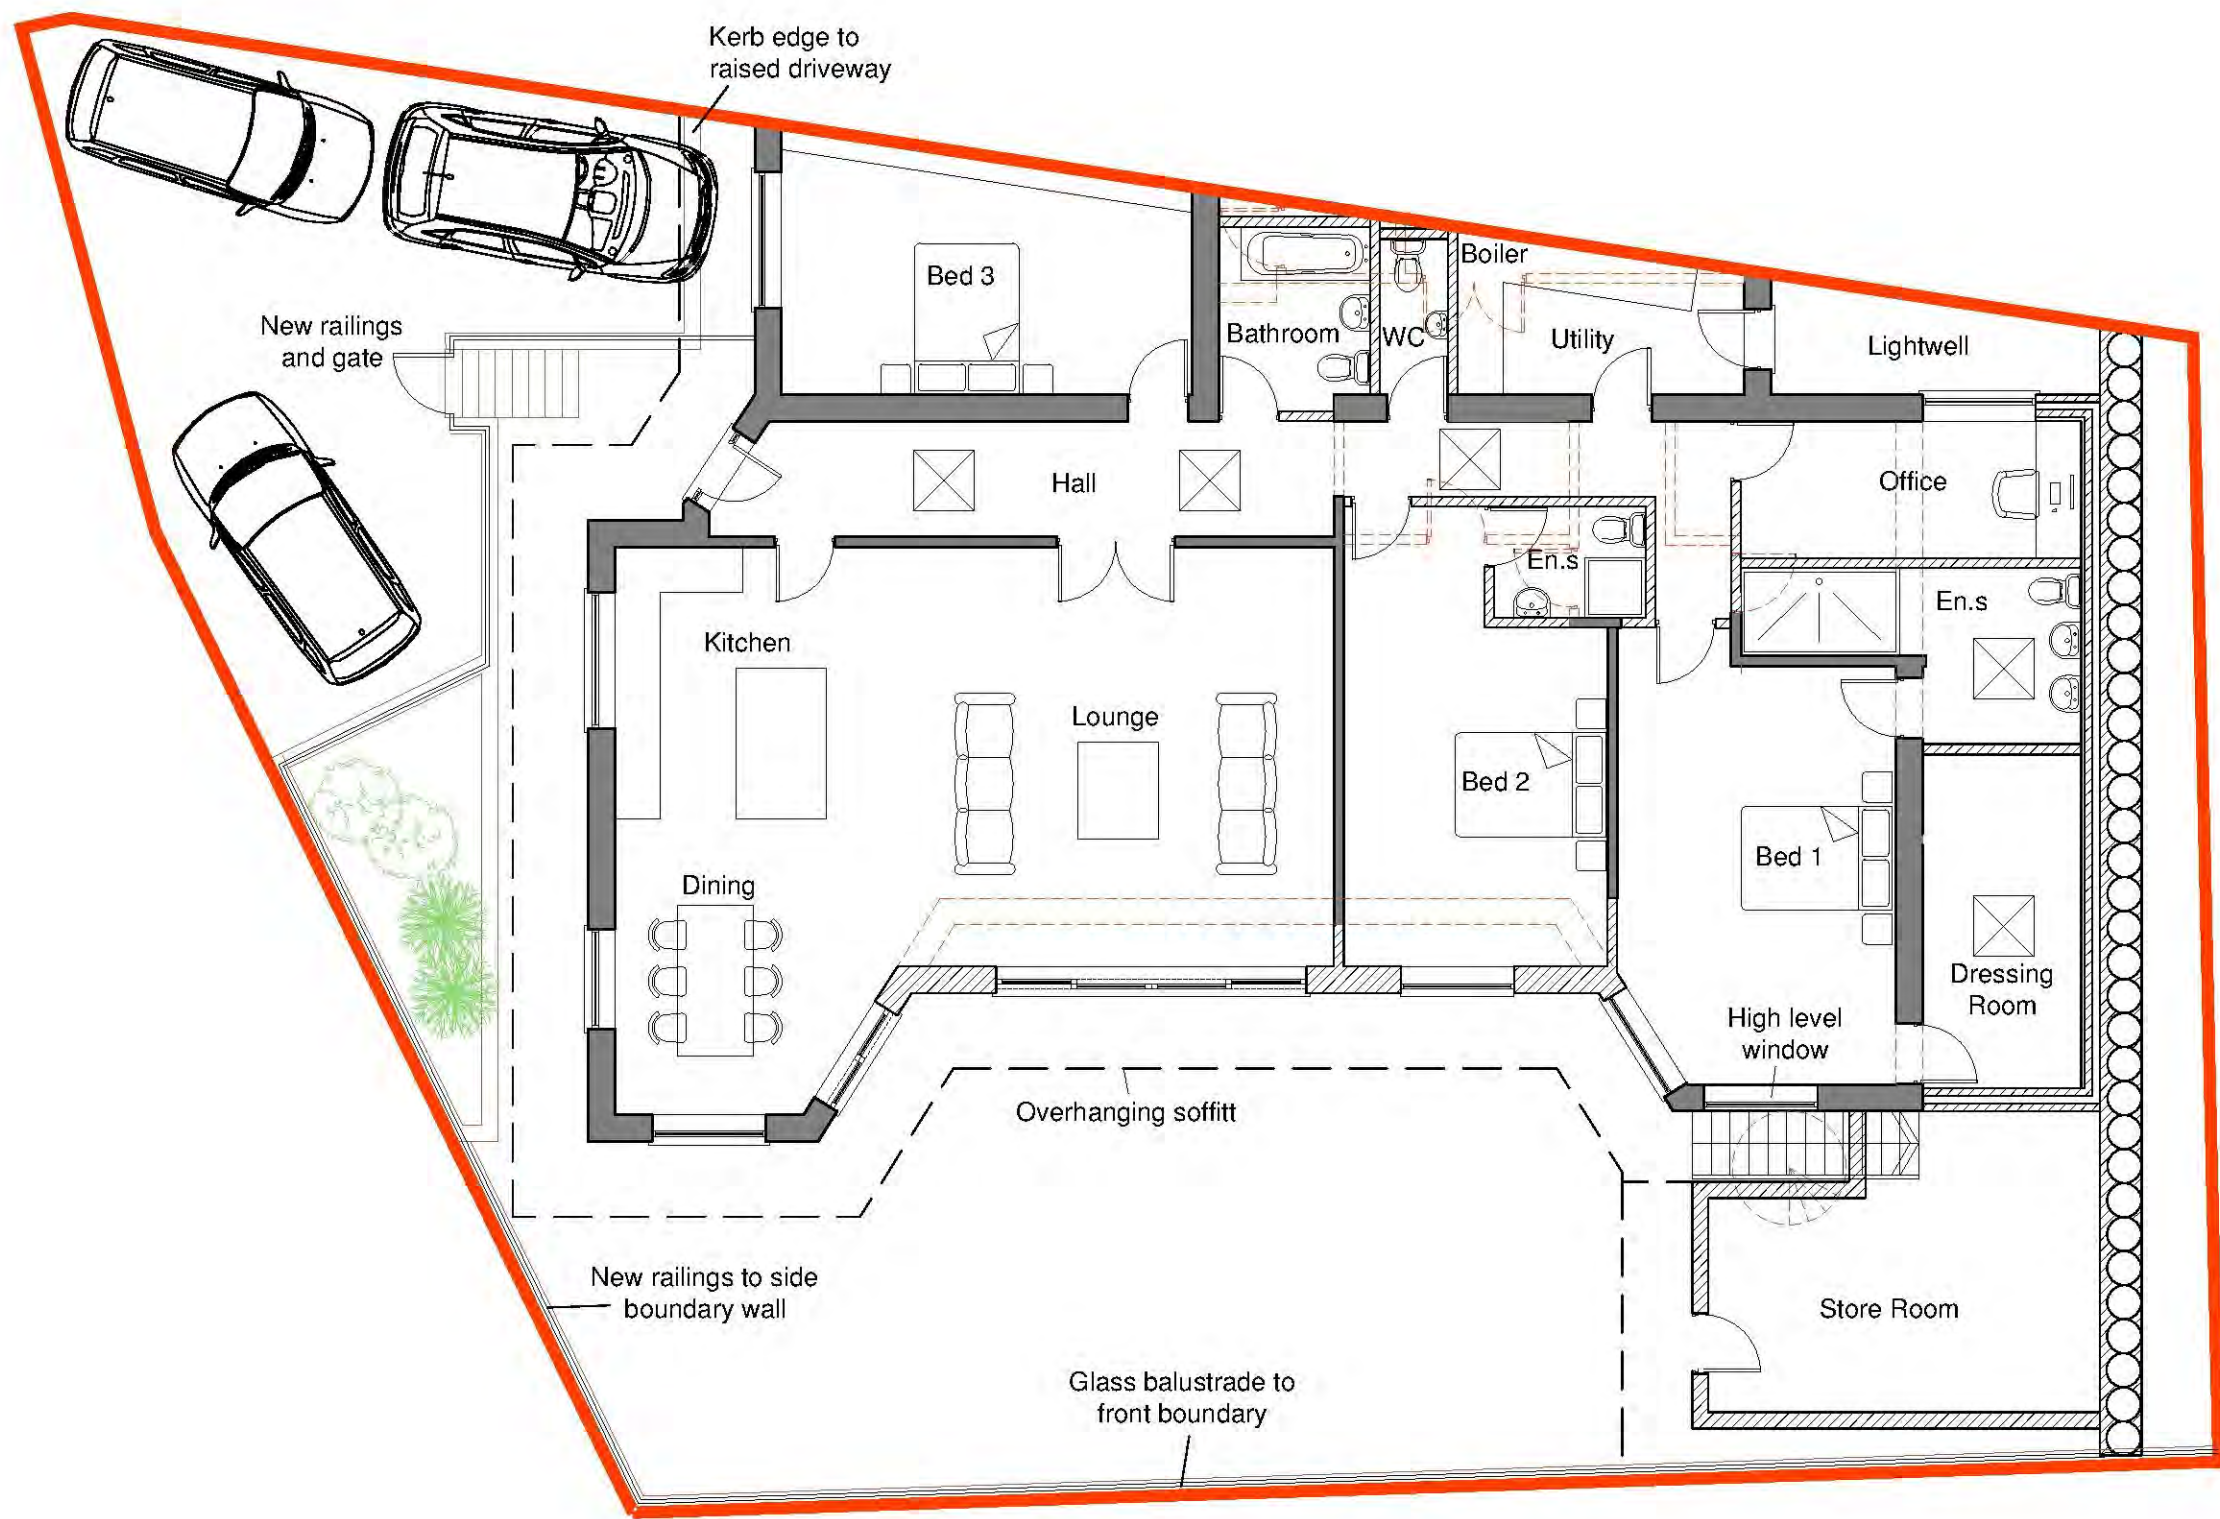 Kerb edge to
raised driveway
New railings
and gate
Bed 3
Bathroom
WC
Boiler
Utility
Lightwell
Hall
Office
En.s
En.s
Kitchen
Lounge
Bed 2
Bed 1
Dining
Dressing
Room
High level
window
Overhanging soffitt
New railings to side
boundary wall
Store Room
Glass balustrade to
front boundary